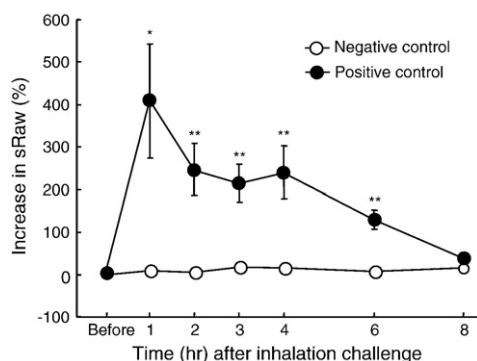 600
500
400
300
200
100
0
-100
Increase in sRaw (%)
Negative control
Positive control
*
**
**
**
**
Before 1 2 3 4 6 8
Time (hr) after inhalation challenge